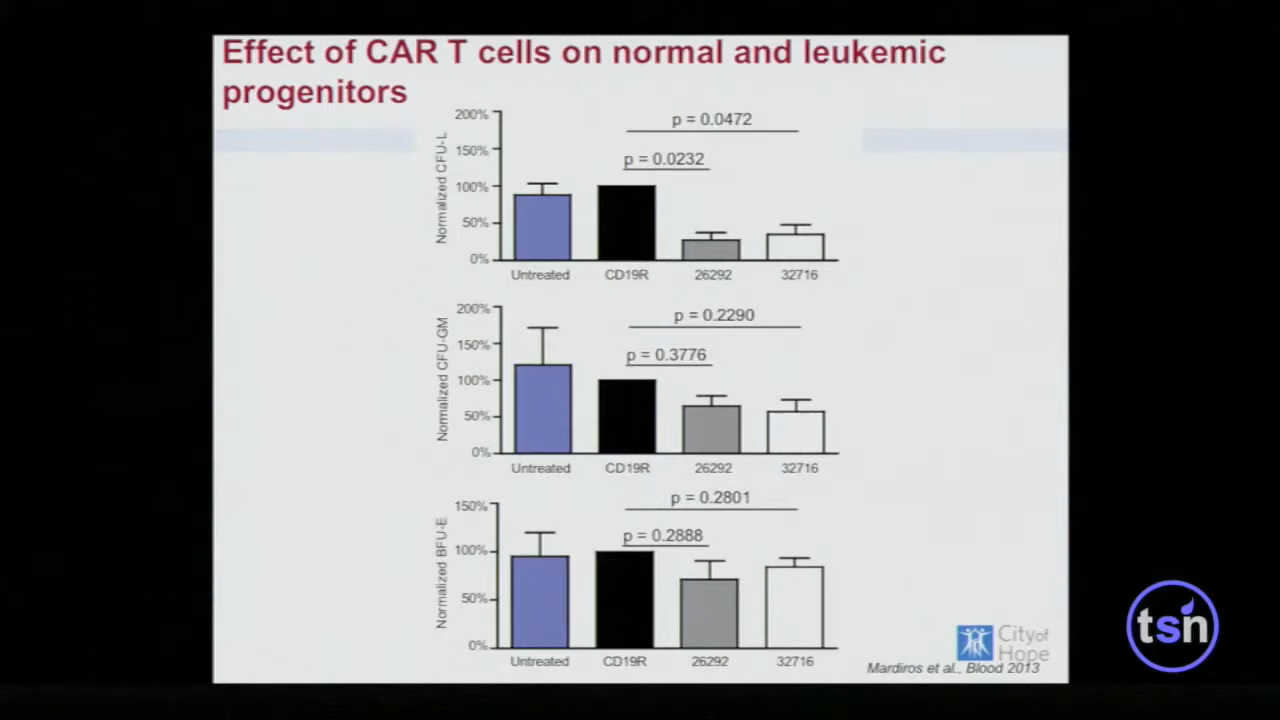 Effect of CAR T cells on normal and leukemic
progenitors
Normalized CFU-L
200%
150%
100%
50%
0%
p = 0.0472
p = 0.0232
Untreated CD19R 26292 32716
Normalized CFU-GM
200%
150%
100%
50%
0%
p = 0.2290
p = 0.3776
Untreated CD19R 26292 32716
Normalized BFU-E
150%
100%
50%
0%
p = 0.2801
p = 0.2888
Untreated CD19R 26292 32716
City of
Hope
Mardiros et al., Blood 2013
tsn